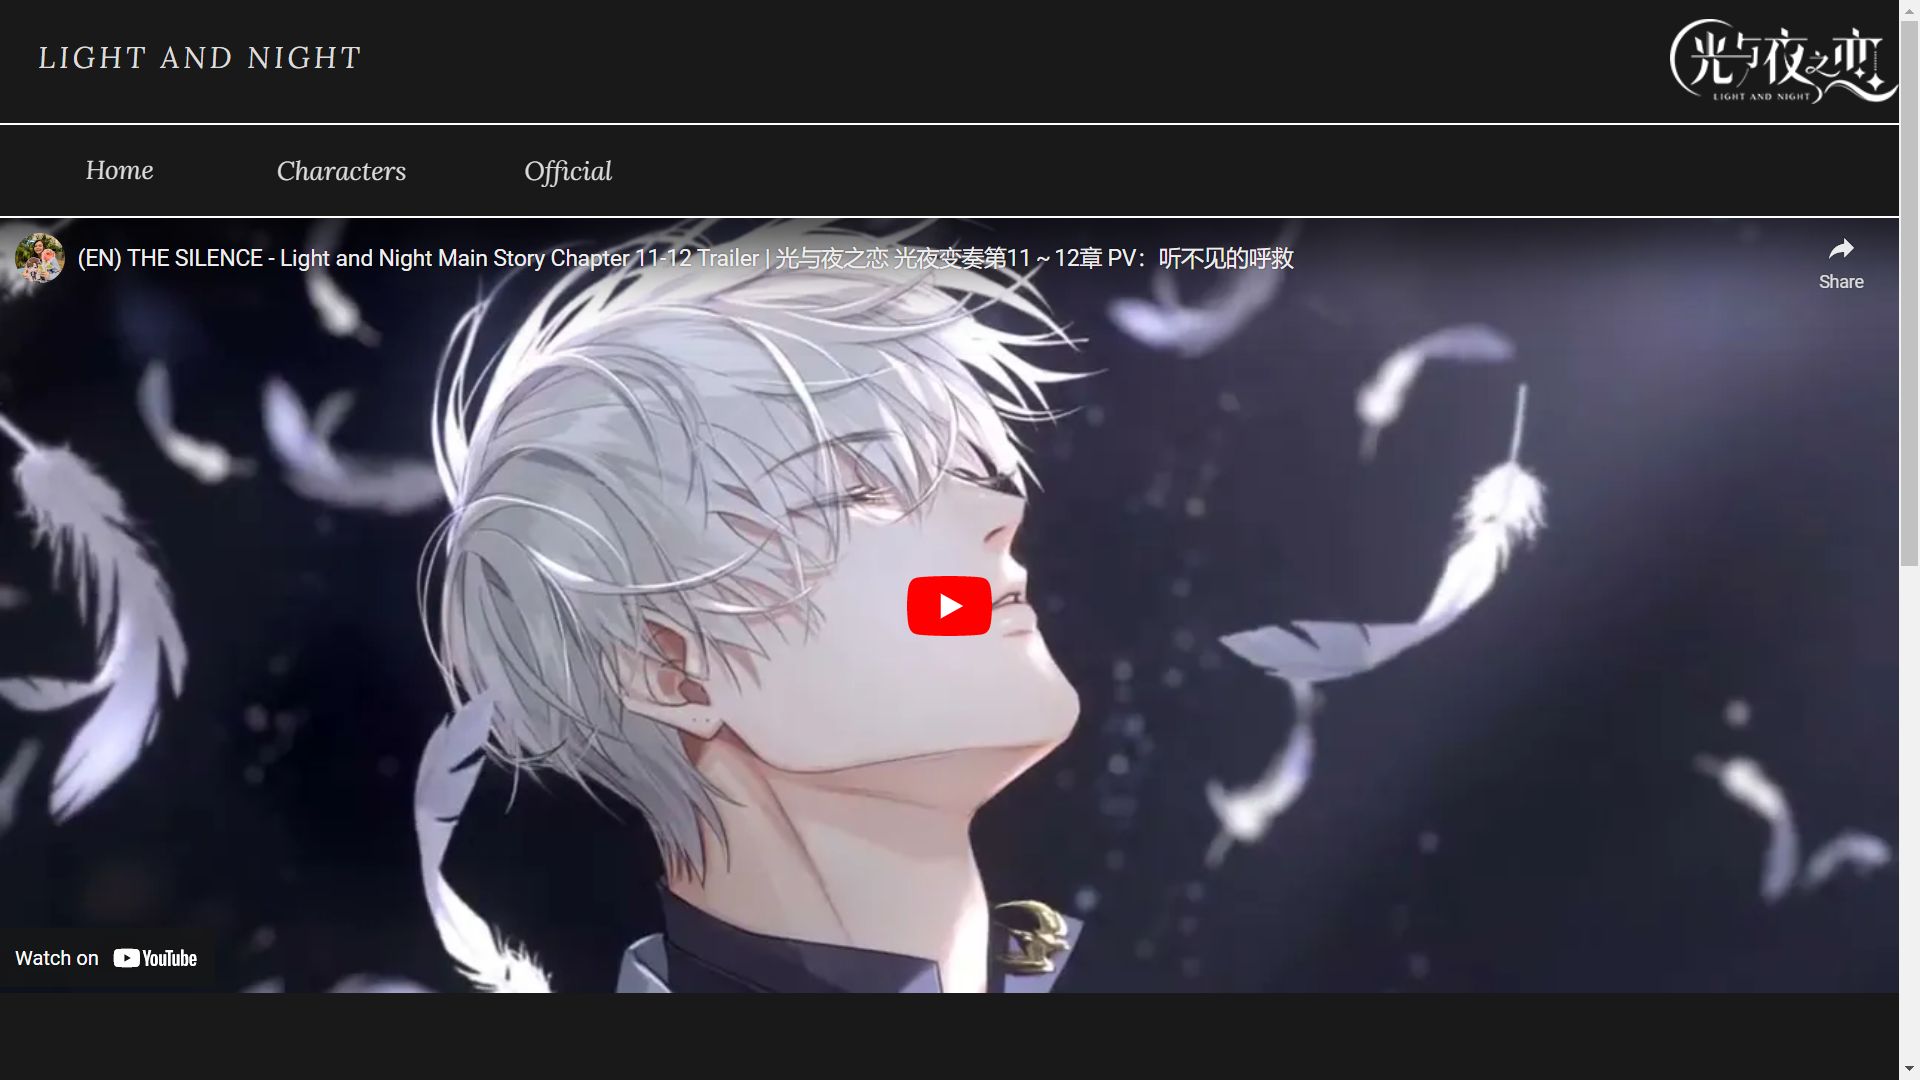 LIGHT AND NIGHT
光与夜之恋
LIGHT AND NIGHT
Home
Characters
Official
(EN) THE SILENCE - Light and Night Main Story Chapter 11-12 Trailer | 光与夜之恋 光夜变奏第11～12章 PV：听不见的呼救
Share
Watch on YouTube